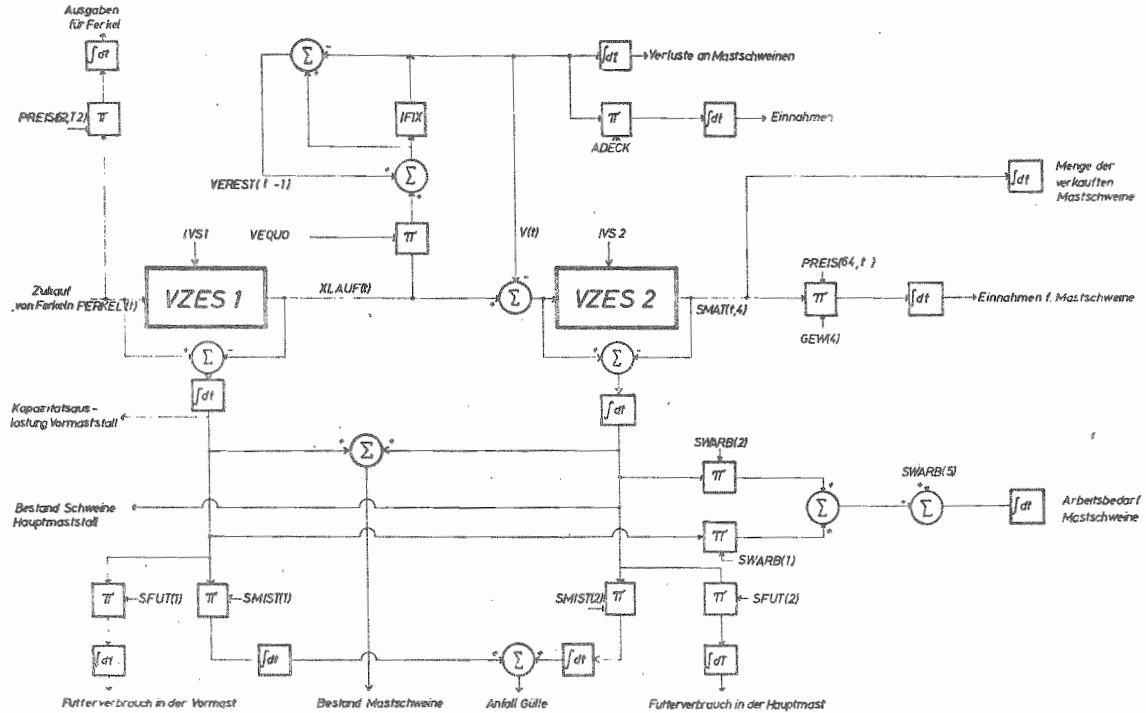 Ausgaben
für Ferkel
∫dt
PREIS(62,T2)
π
Σ
∫dt
Verluste an Mastschweinen
IFIX
π
∫dt
Einnahmen
ADECK
VEREST(t -1)
Σ
∫dt
Menge der
verkauften
Mastschweine
IVS1
VEQUO
π
V(t)
IVS 2
PREIS(64,t)
Zukauf
von Ferkeln FERKEL(t)
VZES 1
XLAUF(t)
Σ
VZES 2
SMAT(t,4)
π
∫dt
Einnahmen f. Mastschweine
GEW(4)
Σ
Σ
∫dt
∫dt
Kapazitätsaus-
lastung Vormaststall
Σ
SWARB(2)
π
SWARB(5)
Bestand Schweine
Hauptmaststall
Σ
Σ
∫dt
Arbeitsbedarf
Mastschweine
π
SWARB(1)
π
SFUT(1)
π
SMIST(1)
SMIST(2)
π
π
SFUT(2)
∫dt
∫dt
Σ
∫dt
∫dT
Futterverbrauch in der Vormast
Bestand Mastschweine
Anfall Gülle
Futterverbrauch in der Hauptmast